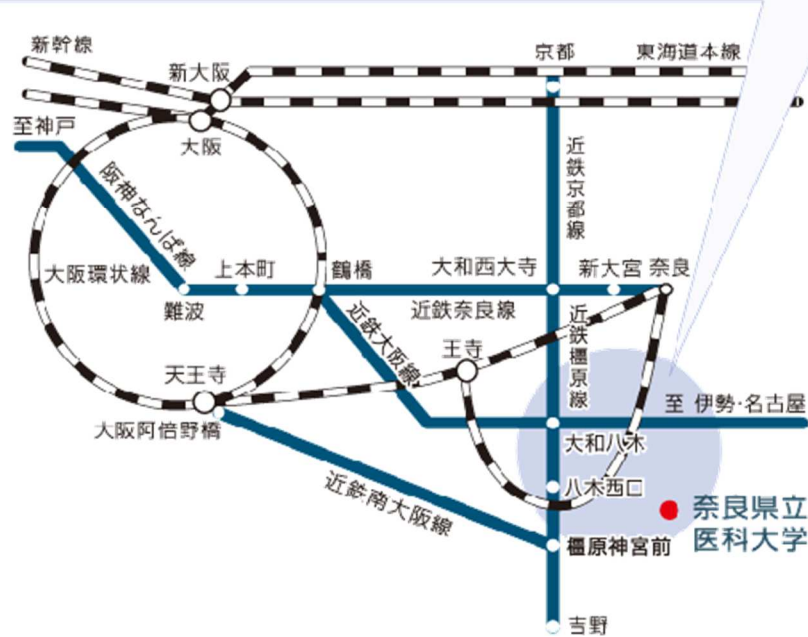 新幹線
新大阪
京都
東海道本線
至神戸
大阪
近鉄京都線
阪神なんば線
大阪環状線
上本町
鶴橋
大和西大寺
新大宮
奈良
難波
近鉄奈良線
近鉄橿原線
近鉄大阪線
王寺
天王寺
至 伊勢・名古屋
大阪阿倍野橋
大和八木
近鉄南大阪線
八木西口
奈良県立
医科大学
橿原神宮前
吉野